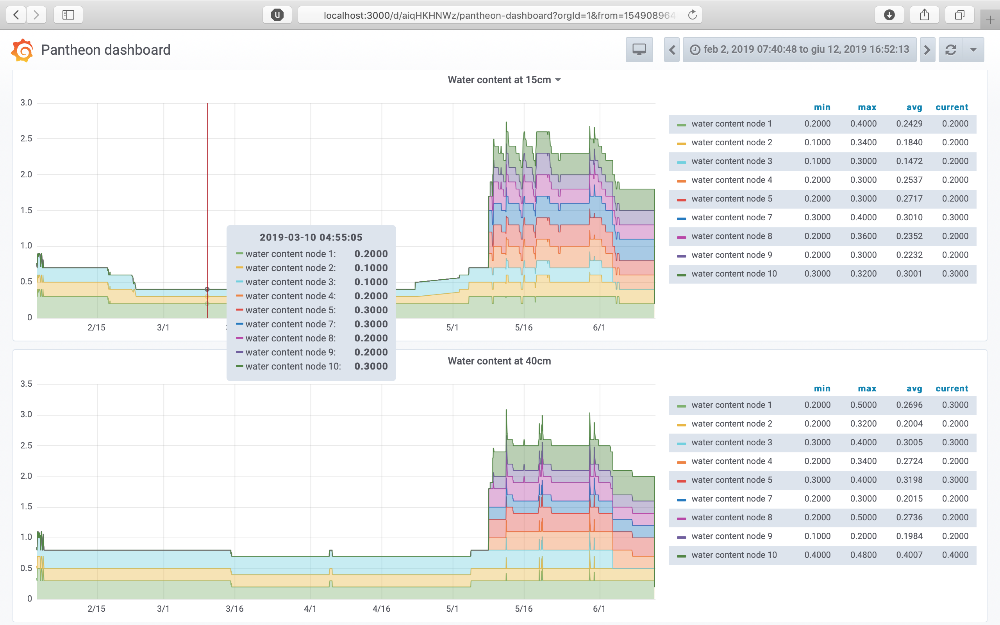 localhost:3000/d/aiqHKHNWz/pantheon-dashboard?orgId=1&from=154908964
Pantheon dashboard
feb 2, 2019 07:40:48 to giu 12, 2019 16:52:13
Water content at 15cm
3.0
2.5
2.0
1.5
1.0
0.5
0
2/15 3/1 5/1 5/16 6/1
min max avg current
water content node 1 0.2000 0.4000 0.2429 0.2000
water content node 2 0.1000 0.3400 0.1840 0.2000
water content node 3 0.1000 0.3000 0.1472 0.2000
water content node 4 0.2000 0.3000 0.2537 0.2000
water content node 5 0.2000 0.3000 0.2717 0.2000
water content node 7 0.3000 0.4000 0.3010 0.3000
water content node 8 0.2000 0.3600 0.2352 0.2000
water content node 9 0.2000 0.3000 0.2232 0.2000
water content node 10 0.3000 0.3200 0.3001 0.3000
2019-03-10 04:55:05
water content node 1: 0.2000
water content node 2: 0.1000
water content node 3: 0.1000
water content node 4: 0.2000
water content node 5: 0.3000
water content node 7: 0.3000
water content node 8: 0.2000
water content node 9: 0.2000
water content node 10: 0.3000
Water content at 40cm
3.5
3.0
2.5
2.0
1.5
1.0
0.5
0
2/15 3/1 3/16 4/1 4/16 5/1 5/16 6/1
min max avg current
water content node 1 0.2000 0.5000 0.2696 0.3000
water content node 2 0.2000 0.3200 0.2004 0.2000
water content node 3 0.3000 0.4000 0.3005 0.3000
water content node 4 0.2000 0.3400 0.2724 0.2000
water content node 5 0.3000 0.4000 0.3198 0.3000
water content node 7 0.2000 0.3000 0.2015 0.2000
water content node 8 0.2000 0.5000 0.2736 0.2000
water content node 9 0.1000 0.2000 0.1984 0.2000
water content node 10 0.4000 0.4800 0.4007 0.4000